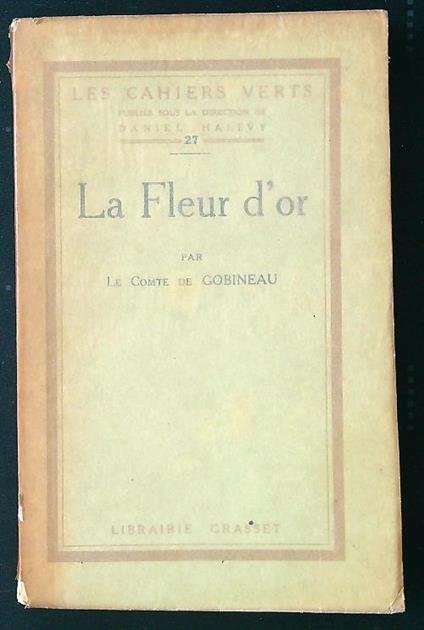 LES CAHIERS VERTS
PUBLIÉS SOUS LA DIRECTION DE
DANIEL HALÉVY
27
La Fleur d'or
PAR
LE COMTE DE GOBINEAU
LIBRAIRIE GRASSET